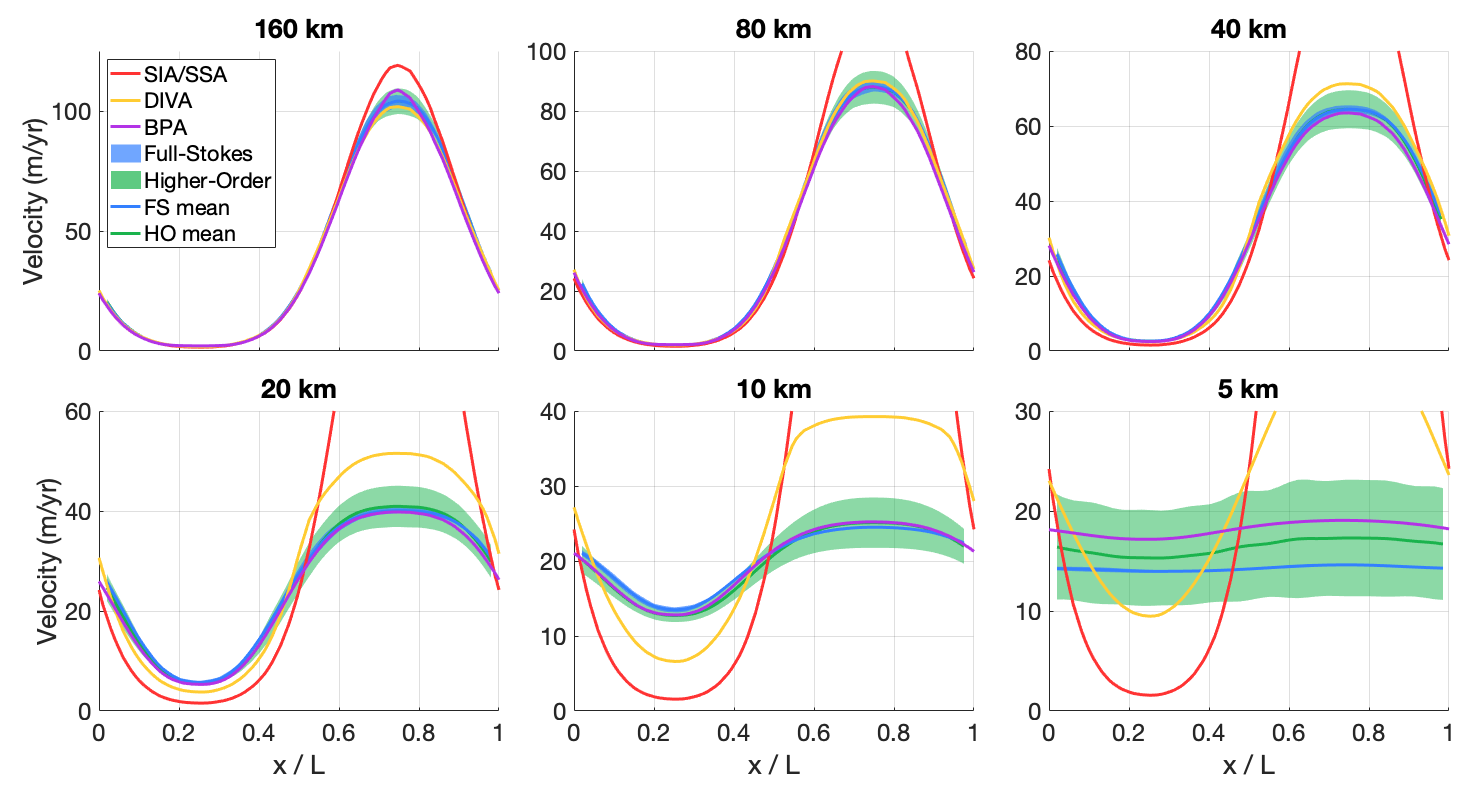 160 km
80 km
40 km
Velocity (m/yr)
100
50
0
SIA/SSA
DIVA
BPA
Full-Stokes
Higher-Order
FS mean
HO mean
100
80
60
40
20
0
80
60
40
20
0
20 km
10 km
5 km
Velocity (m/yr)
60
40
20
0
0 0.2 0.4 0.6 0.8 1
x / L
40
30
20
10
0
0 0.2 0.4 0.6 0.8 1
x / L
30
20
10
0
0 0.2 0.4 0.6 0.8 1
x / L